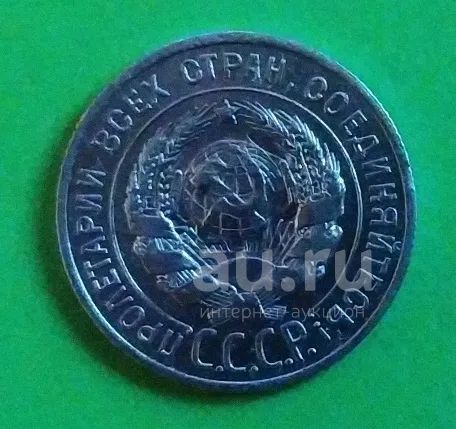 ПРОЛЕТАРИИ ВСЕХ СТРАН, СОЕДИНЯЙТЕСЬ!
С.С.С.Р.
au.ru
интернет-аукцион